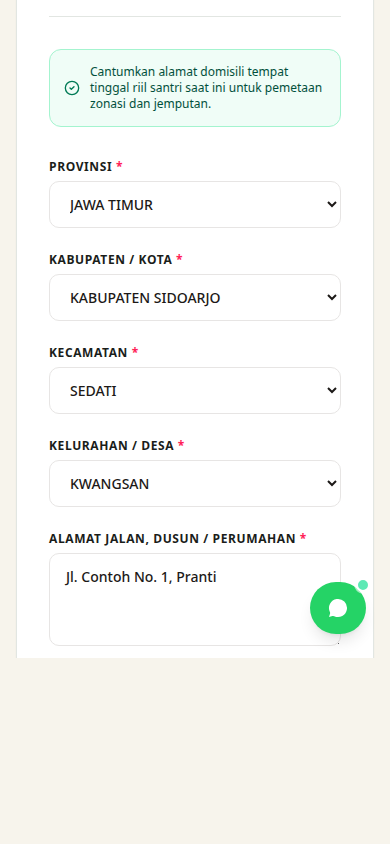 Cantumkan alamat domisili tempat
tinggal riil santri saat ini untuk pemetaan
zonasi dan jemputan.
PROVINSI *
JAWA TIMUR
KABUPATEN / KOTA *
KABUPATEN SIDOARJO
KECAMATAN *
SEDATI
KELURAHAN / DESA *
KWANGSAN
ALAMAT JALAN, DUSUN / PERUMAHAN *
Jl. Contoh No. 1, Pranti